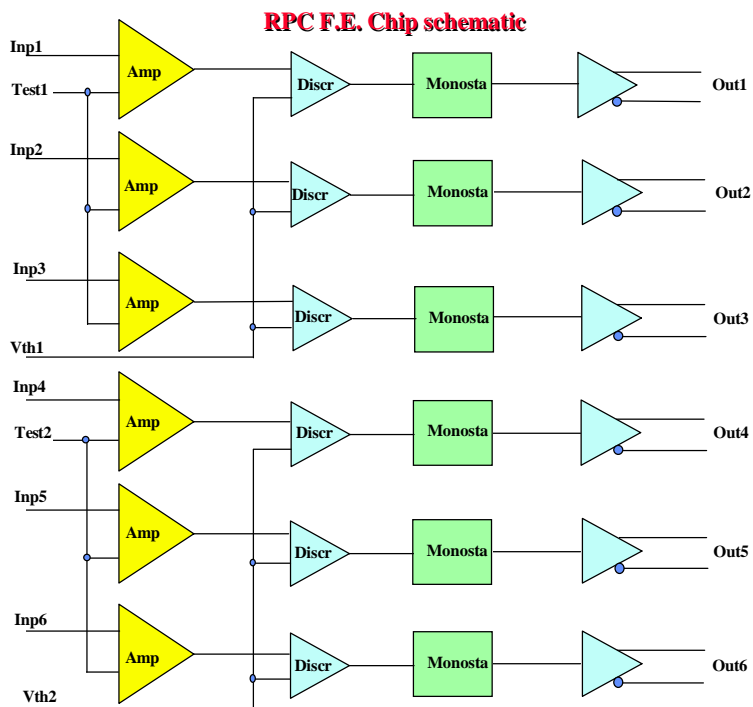 RPC F.E. Chip schematic
Inp1
Amp
Discr
Monosta
Out1
Test1
Inp2
Amp
Discr
Monosta
Out2
Inp3
Amp
Discr
Monosta
Out3
Vth1
Inp4
Amp
Discr
Monosta
Out4
Test2
Inp5
Amp
Discr
Monosta
Out5
Inp6
Amp
Discr
Monosta
Out6
Vth2